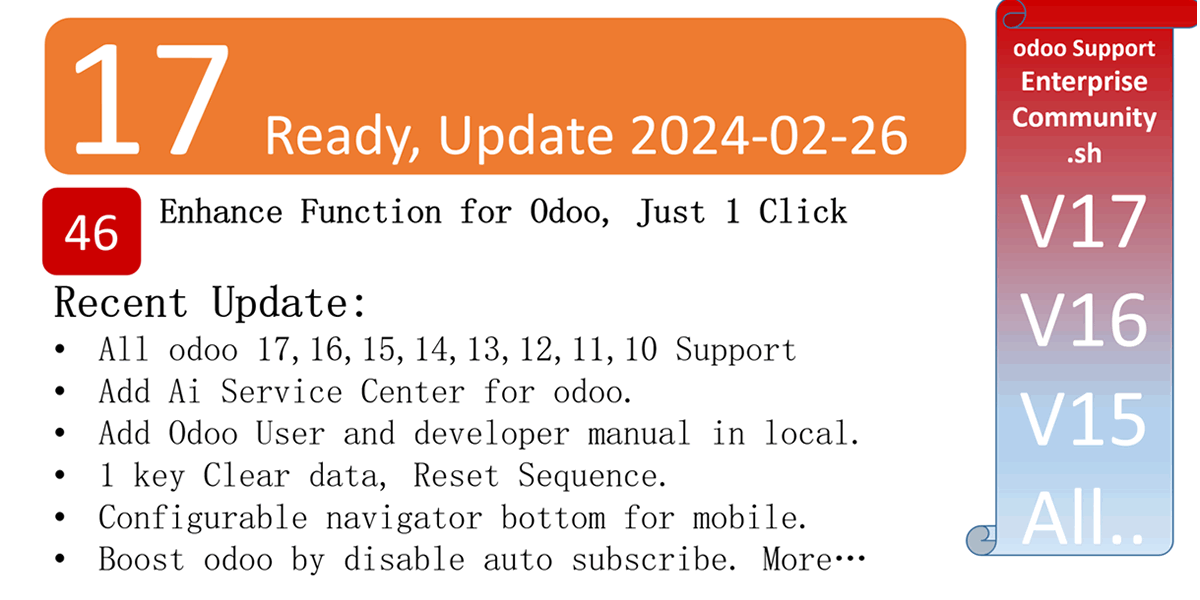 17 Ready, Update 2024-02-26
46 Enhance Function for Odoo, Just 1 Click
Recent Update:
• All odoo 17,16,15,14,13,12,11,10 Support
• Add Ai Service Center for odoo.
• Add Odoo User and developer manual in local.
• 1 key Clear data, Reset Sequence.
• Configurable navigator bottom for mobile.
• Boost odoo by disable auto subscribe. More…
odoo Support
Enterprise
Community
.sh
V17
V16
V15
All..